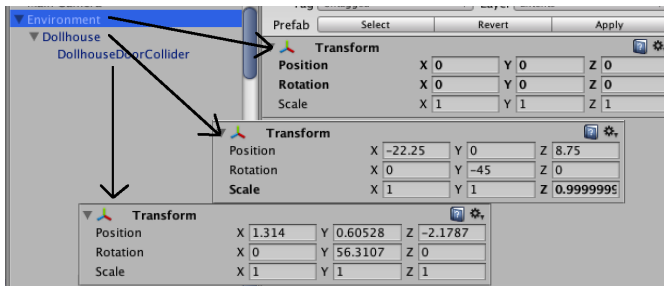 Environment
Dollhouse
DollhouseDoorCollider
Prefab Select Revert Apply
Transform
Position X 0 Y 0 Z 0
Rotation X 0 Y 0 Z 0
Scale X 1 Y 1 Z 1
Transform
Position X -22.25 Y 0 Z 8.75
Rotation X 0 Y -45 Z 0
Scale X 1 Y 1 Z 0.9999999
Transform
Position X 1.314 Y 0.60528 Z -2.1787
Rotation X 0 Y 56.3107 Z 0
Scale X 1 Y 1 Z 1